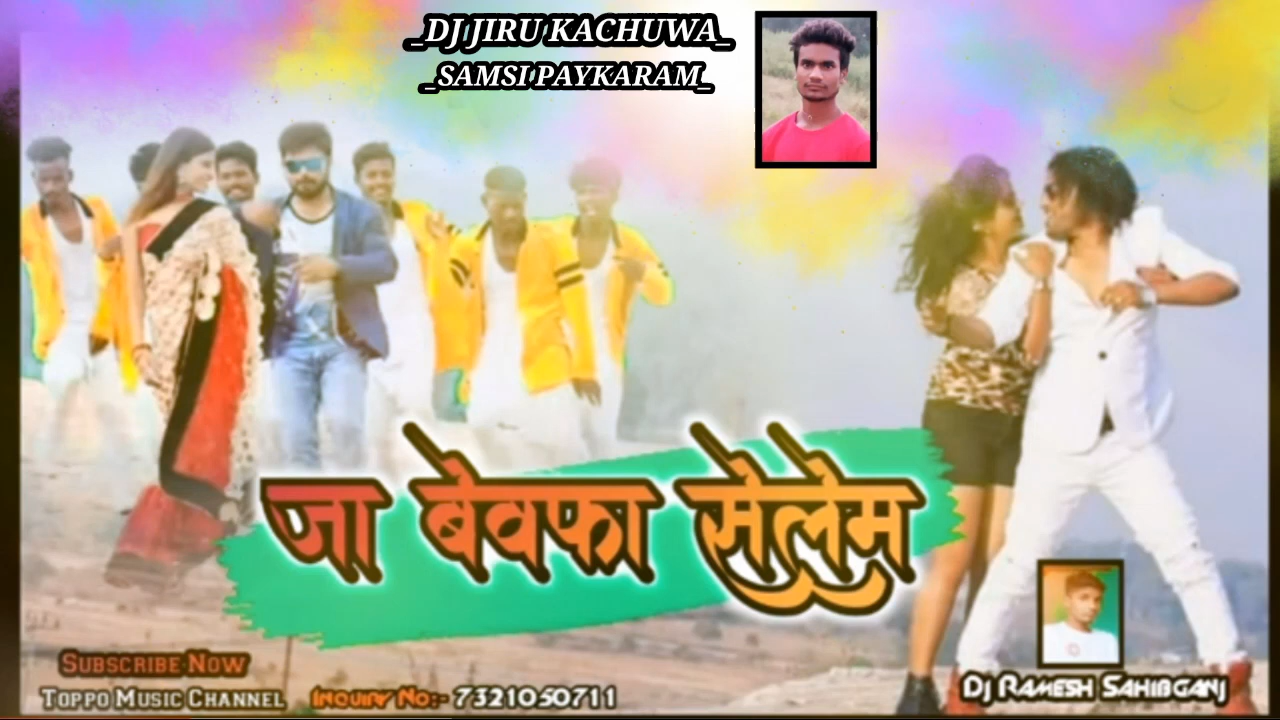 _DJ JIRU KACHUWA_
_SAMSI PAYKARAM_
जा बेवफा सेलेम
SUBSCRIBE NOW
TOPPO MUSIC CHANNEL INQUIRY NO:- 7321050711
DJ RAMESH SAHIBGANJ